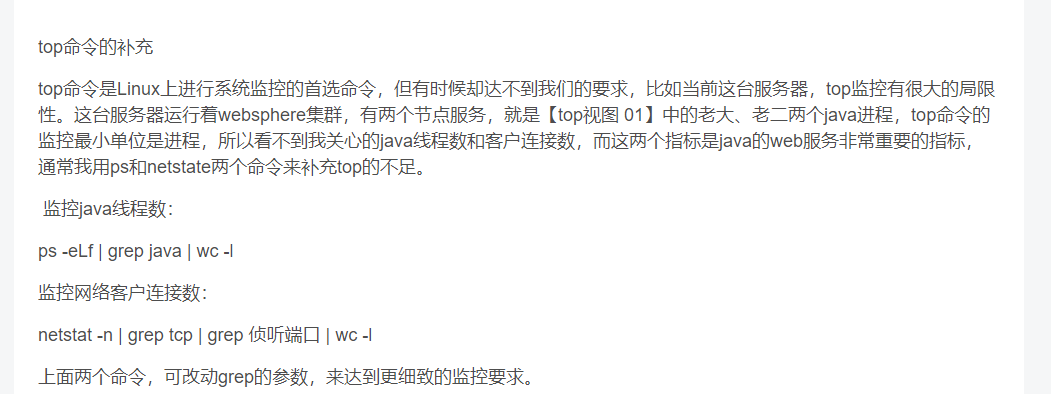 top命令的补充
top命令是Linux上进行系统监控的首选命令，但有时候却达不到我们的要求，比如当前这台服务器，top监控有很大的局限
性。这台服务器运行着websphere集群，有两个节点服务，就是【top视图 01】中的老大、老二两个java进程，top命令的
监控最小单位是进程，所以看不到我关心的java线程数和客户连接数，而这两个指标是java的web服务非常重要的指标，
通常我用ps和netstate两个命令来补充top的不足。
监控java线程数：
ps -eLf | grep java | wc -l
监控网络客户连接数：
netstat -n | grep tcp | grep 侦听端口 | wc -l
上面两个命令，可改动grep的参数，来达到更细致的监控要求。